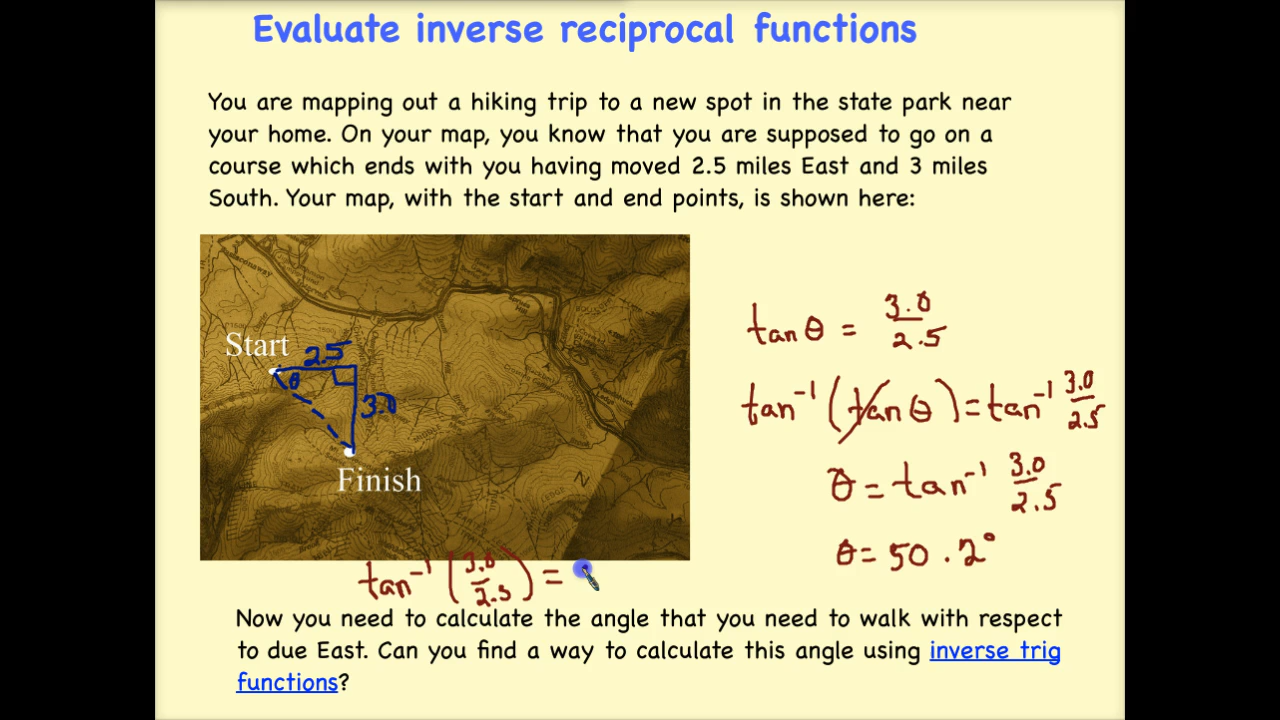 Evaluate inverse reciprocal functions
You are mapping out a hiking trip to a new spot in the state park near
your home. On your map, you know that you are supposed to go on a
course which ends with you having moved 2.5 miles East and 3 miles
South. Your map, with the start and end points, is shown here:
Start
2.5
θ
3.0
Finish
N
tan θ = 3.0/2.5
tan⁻¹ (tan θ) = tan⁻¹ 3.0/2.5
θ = tan⁻¹ 3.0/2.5
θ = 50.2°
tan⁻¹ (3.0/2.5) =
Now you need to calculate the angle that you need to walk with respect
to due East. Can you find a way to calculate this angle using inverse trig
functions?